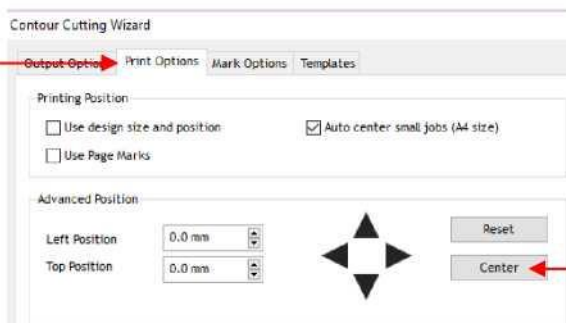 Contour Cutting Wizard
Output Options Print Options Mark Options Templates
Printing Position
Use design size and position Auto center small jobs (A4 size)
Use Page Marks
Advanced Position
Left Position 0.0 mm Reset
Top Position 0.0 mm Center